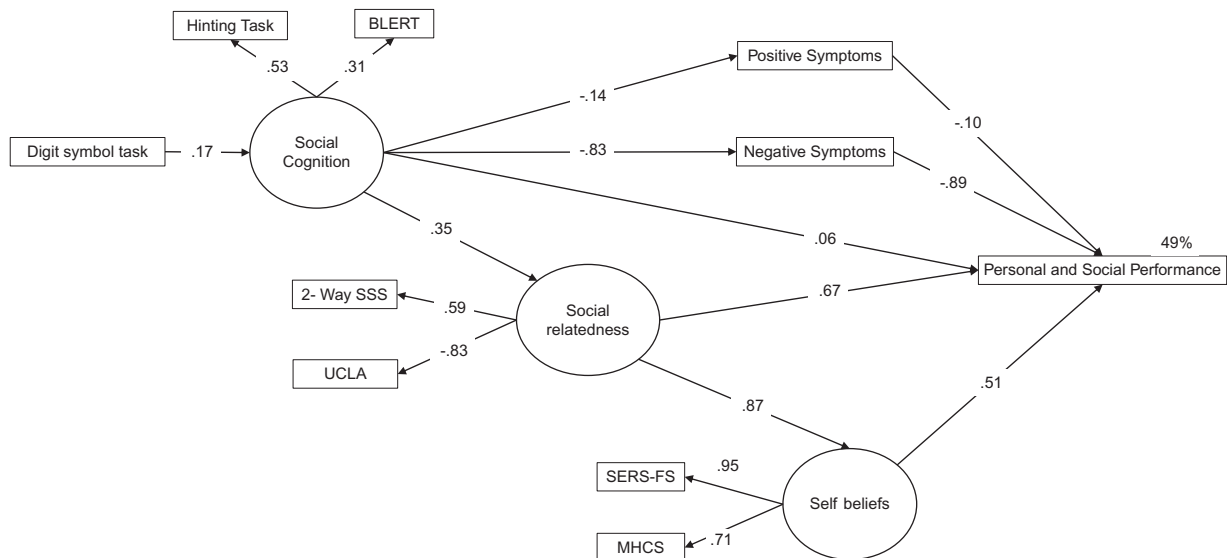 Hinting Task
BLERT
.53
.31
Positive Symptoms
-.14
-.10
Digit symbol task
.17
Social
Cognition
-.83
Negative Symptoms
-.89
.35
.06
49%
Personal and Social Performance
2- Way SSS
.59
Social
relatedness
.67
-.83
UCLA
.87
.51
SERS-FS
.95
Self beliefs
MHCS
.71